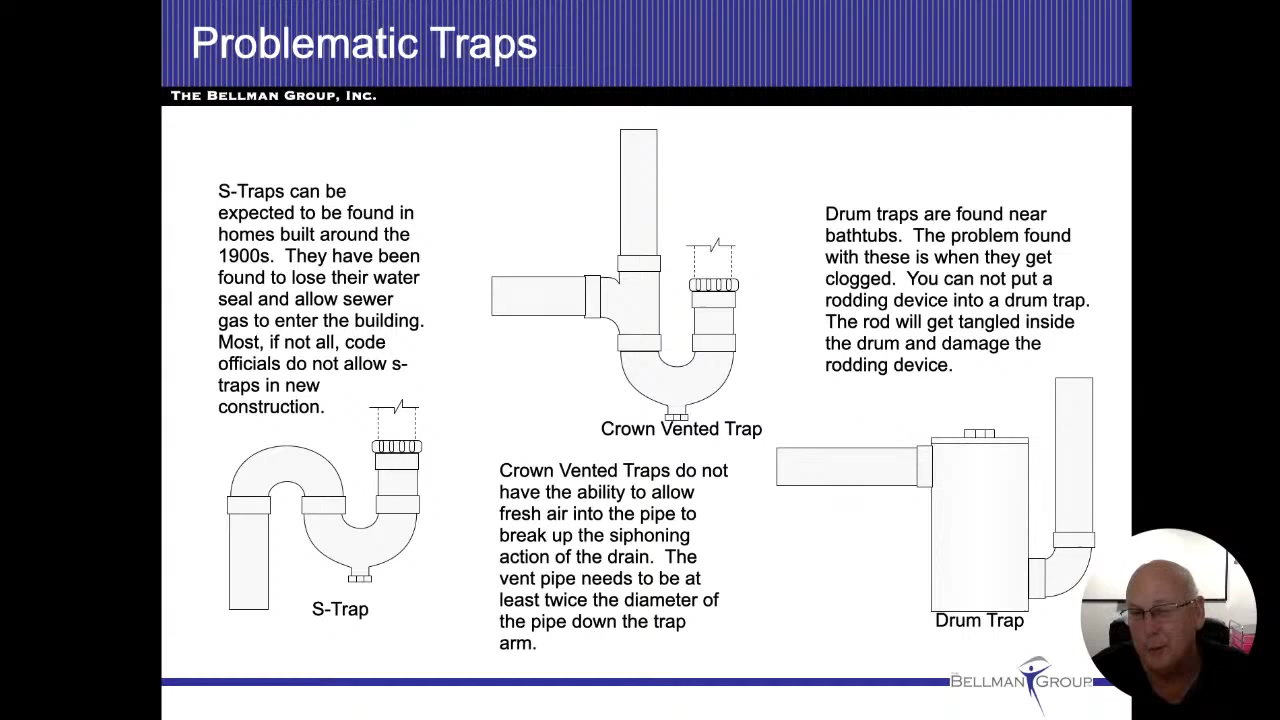 Problematic Traps
THE BELLMAN GROUP, INC.
S-Traps can be
expected to be found in
homes built around the
1900s. They have been
found to lose their water
seal and allow sewer
gas to enter the building.
Most, if not all, code
officials do not allow s-
traps in new
construction.
S-Trap
Crown Vented Trap
Crown Vented Traps do not
have the ability to allow
fresh air into the pipe to
break up the siphoning
action of the drain. The
vent pipe needs to be at
least twice the diameter of
the pipe down the trap
arm.
Drum traps are found near
bathtubs. The problem found
with these is when they get
clogged. You can not put a
rodding device into a drum trap.
The rod will get tangled inside
the drum and damage the
rodding device.
Drum Trap
THE
BELLMAN GROUP